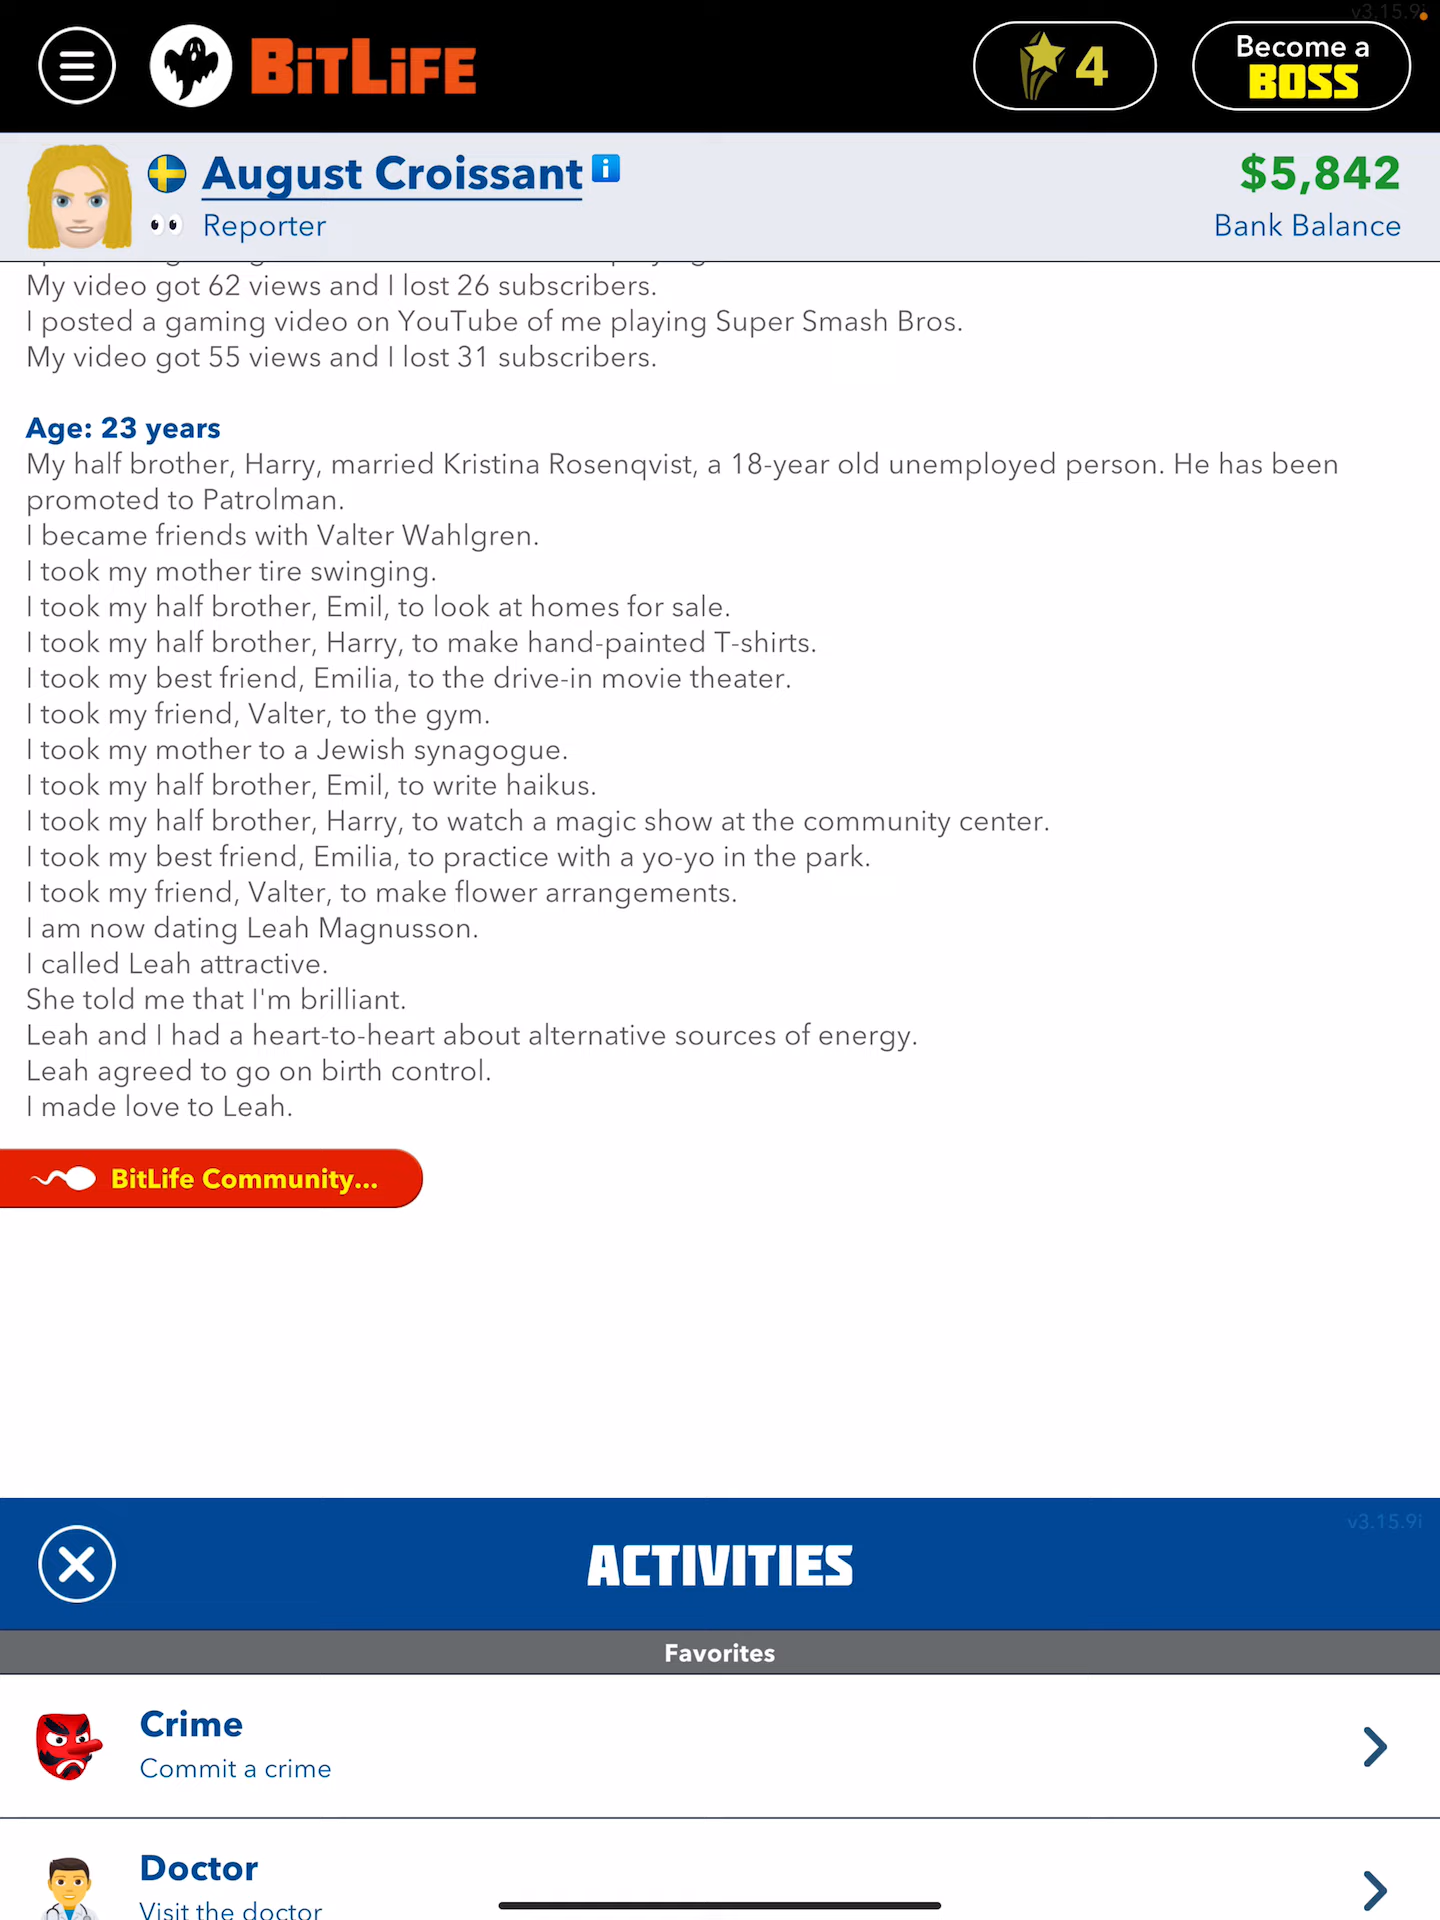 v3.15.9i
BitLife
4
Become a
BOSS
August Croissant
$5,842
Reporter
Bank Balance
My video got 62 views and I lost 26 subscribers.
I posted a gaming video on YouTube of me playing Super Smash Bros.
My video got 55 views and I lost 31 subscribers.
Age: 23 years
My half brother, Harry, married Kristina Rosenqvist, a 18-year old unemployed person. He has been
promoted to Patrolman.
I became friends with Valter Wahlgren.
I took my mother tire swinging.
I took my half brother, Emil, to look at homes for sale.
I took my half brother, Harry, to make hand-painted T-shirts.
I took my best friend, Emilia, to the drive-in movie theater.
I took my friend, Valter, to the gym.
I took my mother to a Jewish synagogue.
I took my half brother, Emil, to write haikus.
I took my half brother, Harry, to watch a magic show at the community center.
I took my best friend, Emilia, to practice with a yo-yo in the park.
I took my friend, Valter, to make flower arrangements.
I am now dating Leah Magnusson.
I called Leah attractive.
She told me that I'm brilliant.
Leah and I had a heart-to-heart about alternative sources of energy.
Leah agreed to go on birth control.
I made love to Leah.
BitLife Community...
v3.15.9i
ACTIVITIES
Favorites
Crime
Commit a crime
Doctor
Visit the doctor